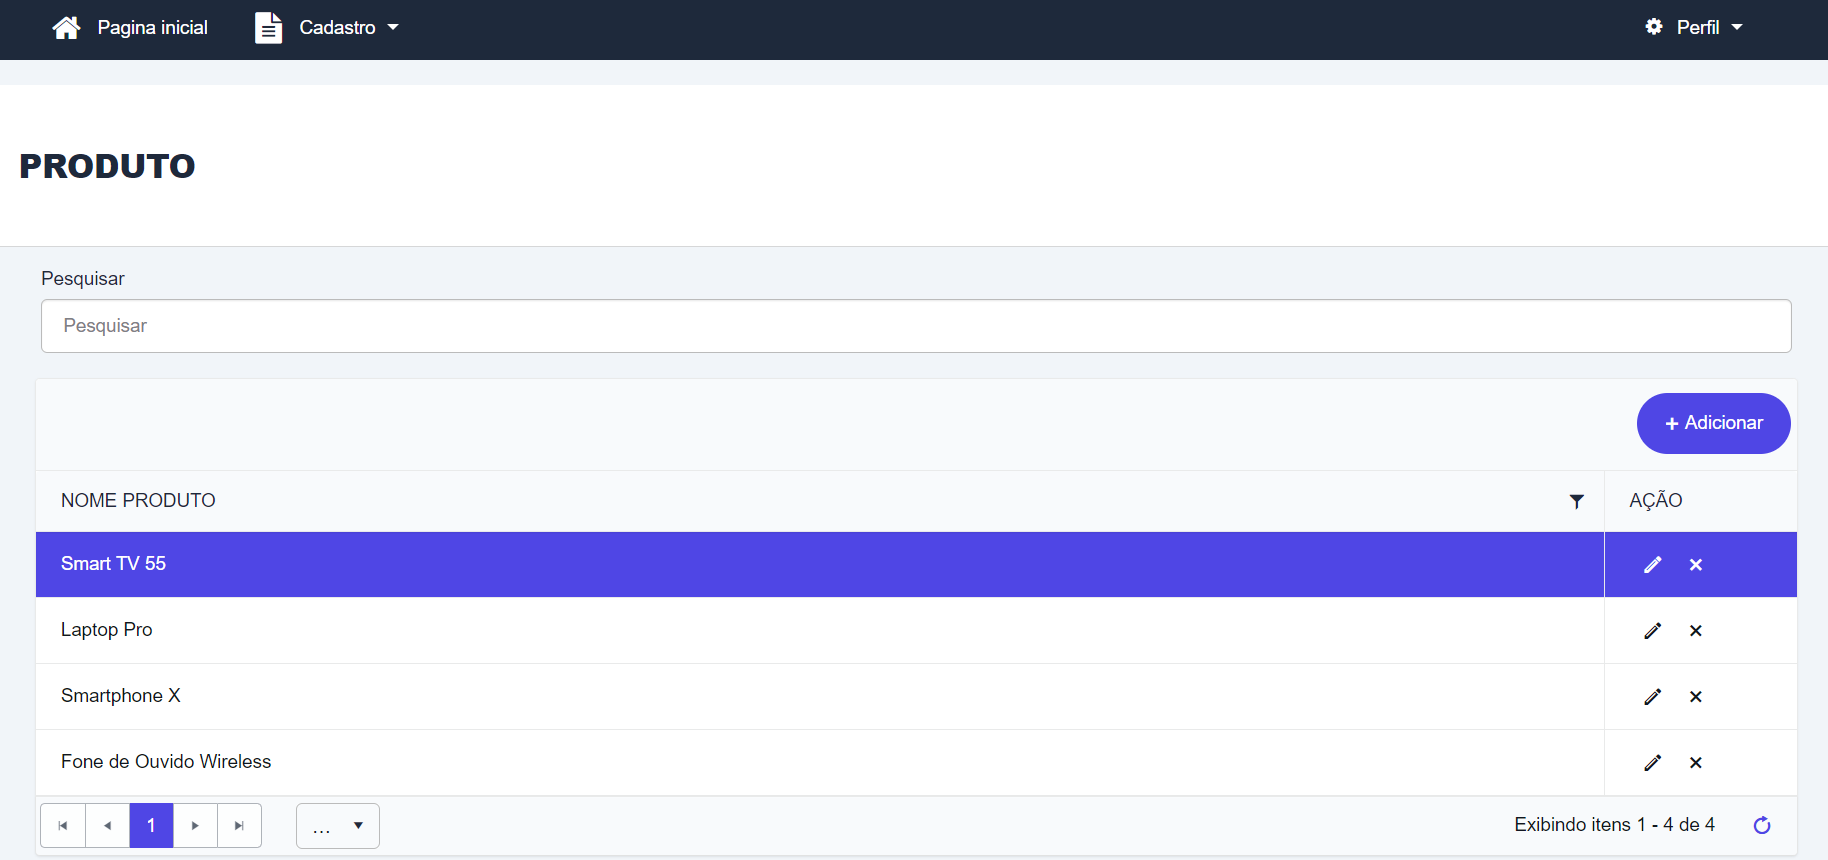 Pagina inicial Cadastro Perfil
PRODUTO
Pesquisar
Pesquisar
+ Adicionar
NOME PRODUTO AÇÃO
Smart TV 55
Laptop Pro
Smartphone X
Fone de Ouvido Wireless
1 ... Exibindo itens 1 - 4 de 4